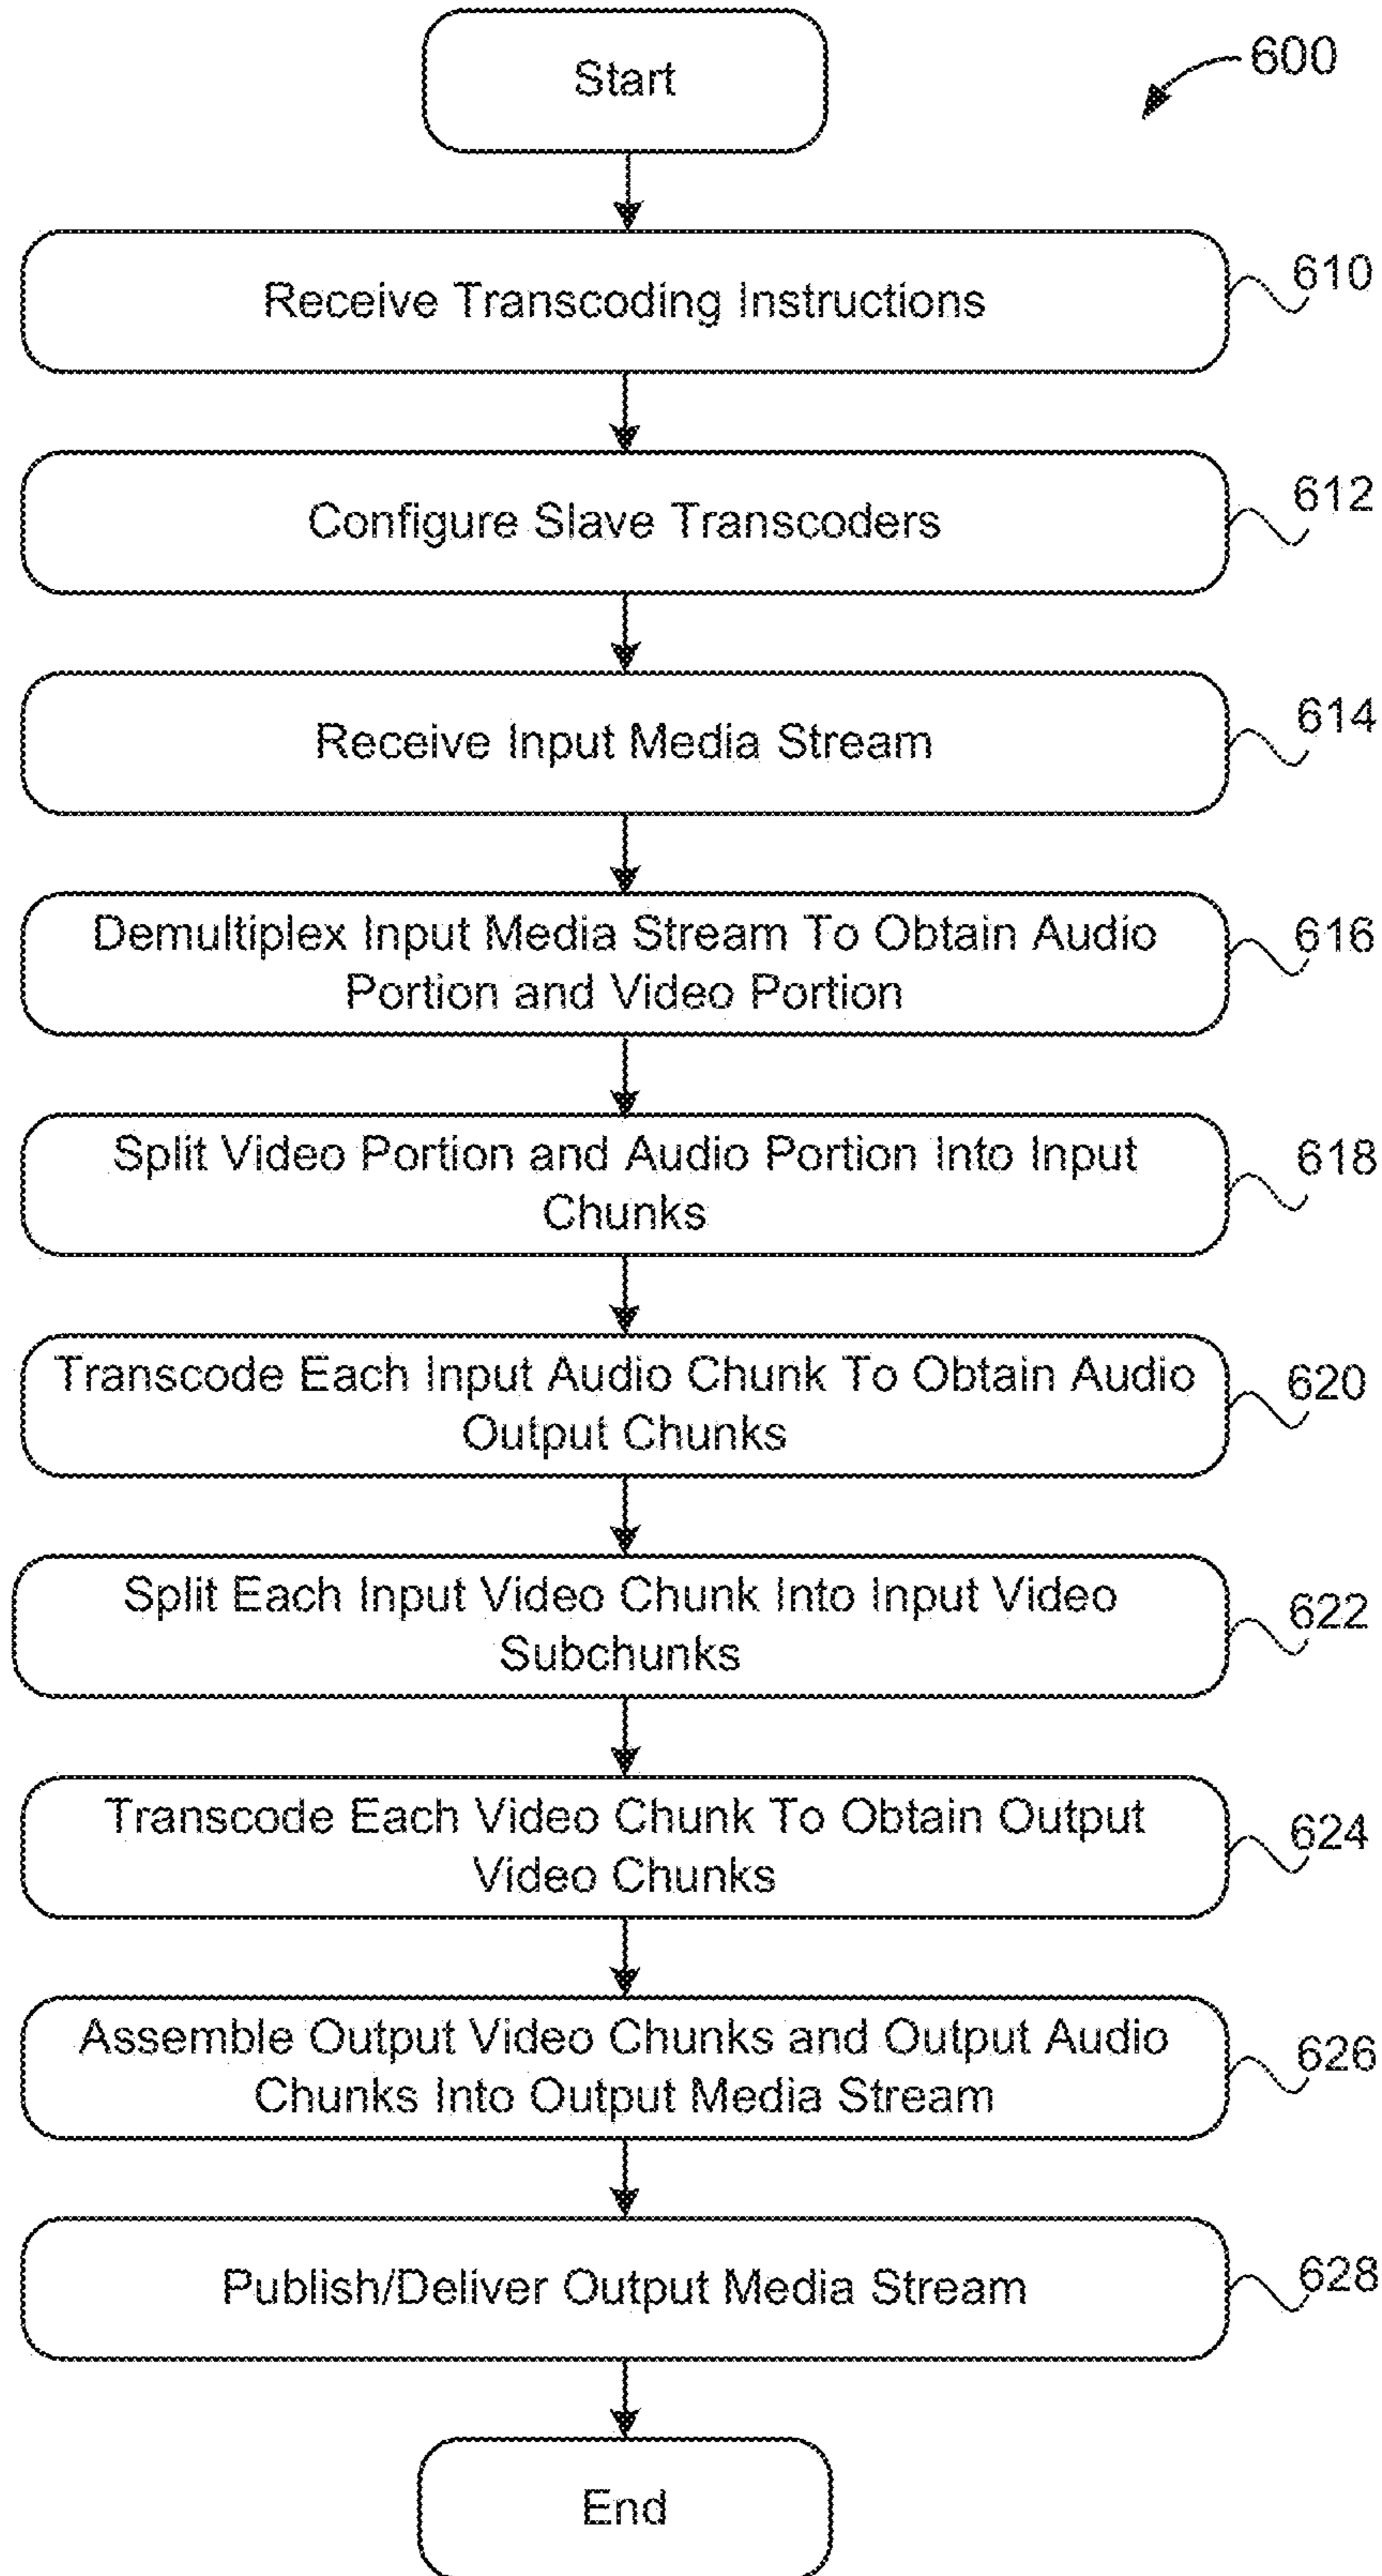 Start
600
Receive Transcoding Instructions
610
Configure Slave Transcoders
612
Receive Input Media Stream
614
Demultiplex Input Media Stream To Obtain Audio
Portion and Video Portion
616
Split Video Portion and Audio Portion Into Input
Chunks
618
Transcode Each Input Audio Chunk To Obtain Audio
Output Chunks
620
Split Each Input Video Chunk Into Input Video
Subchunks
622
Transcode Each Video Chunk To Obtain Output
Video Chunks
624
Assemble Output Video Chunks and Output Audio
Chunks Into Output Media Stream
626
Publish/Deliver Output Media Stream
628
End